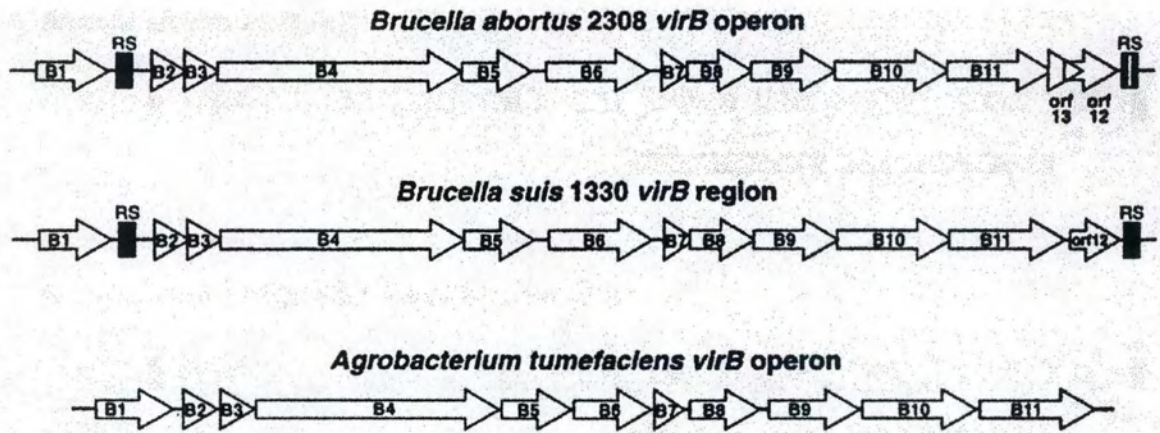 Brucella abortus 2308 virB operon
RS RS
B1 B2 B3 B4 B5 B6 B7 B8 B9 B10 B11
orf 13 orf 12
Brucella suis 1330 virB region
RS RS
B1 B2 B3 B4 B5 B6 B7 B8 B9 B10 B11 orf12
Agrobacterium tumefaciens virB operon
B1 B2 B3 B4 B5 B6 B7 B8 B9 B10 B11